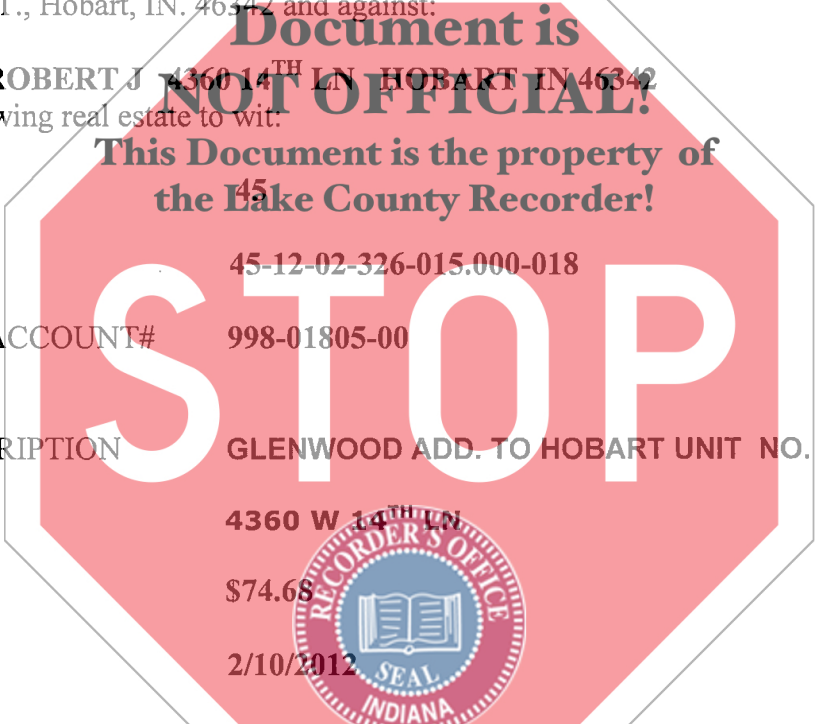 T., Hobart, IN. 46342 and against:
Document is
ROBERT J 4360 14TH LN HOBART IN 46342
NOT OFFICIAL!
wing real estate to wit:
This Document is the property of
45
the Lake County Recorder!
45-12-02-326-015.000-018
ACCOUNT# 998-01805-00
STOP
RIPTION GLENWOOD ADD. TO HOBART UNIT NO.
4360 W 14TH LN
$74.68
2/10/2012
RECORDER'S OFFICE
SEAL
INDIANA